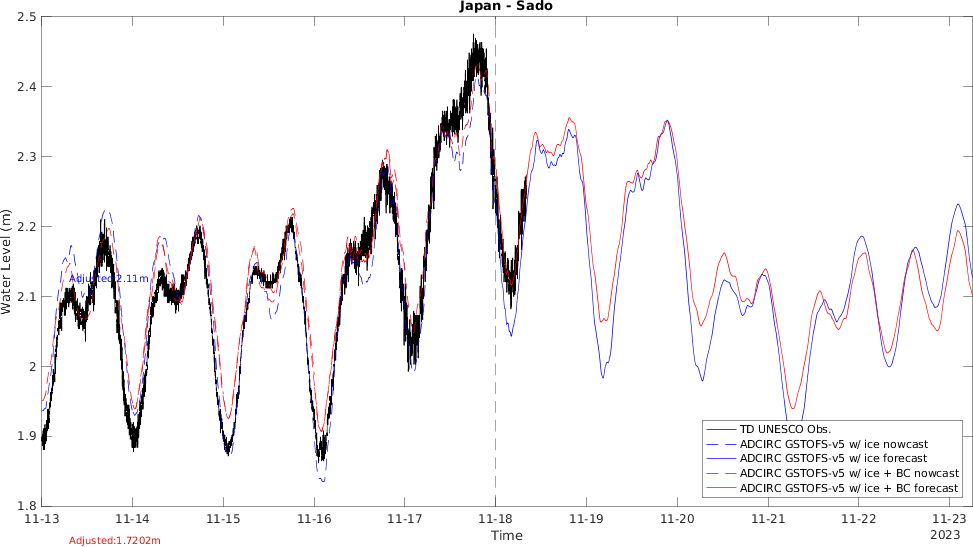 Japan - Sado
Water Level (m)
2.5
2.4
2.3
2.2
2.1
2
1.9
1.8
Adjusted:2.11m
TD UNESCO Obs.
ADCIRC GSTOFS-v5 w/ ice nowcast
ADCIRC GSTOFS-v5 w/ ice forecast
ADCIRC GSTOFS-v5 w/ ice + BC nowcast
ADCIRC GSTOFS-v5 w/ ice + BC forecast
11-13 11-14 11-15 11-16 11-17 11-18 11-19 11-20 11-21 11-22 11-23
Time
2023
Adjusted:1.7202m